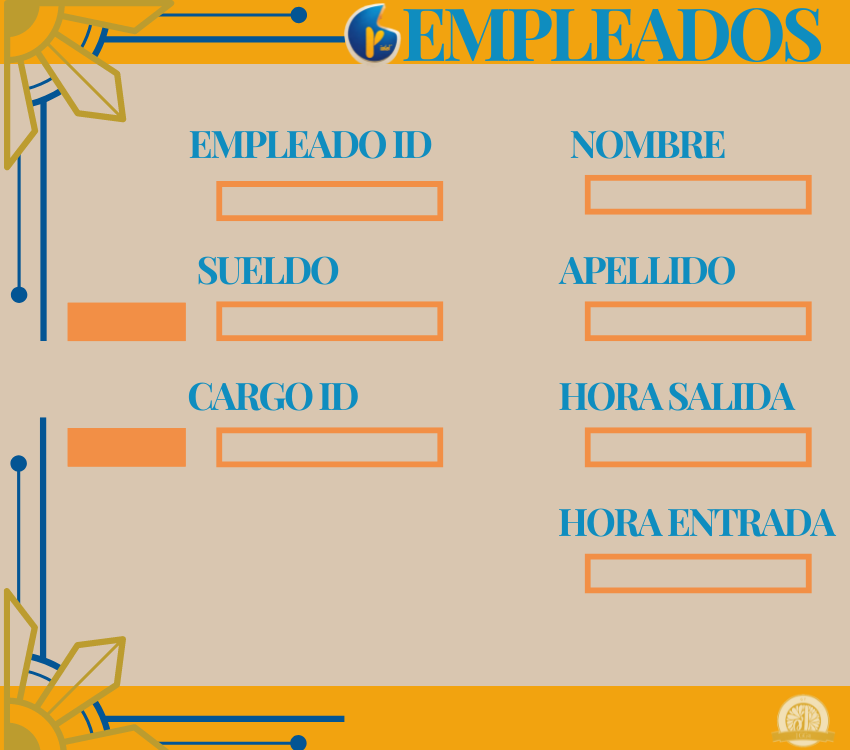 EMPLEADOS
EMPLEADO ID
NOMBRE
SUELDO
APELLIDO
CARGO ID
HORA SALIDA
HORA ENTRADA